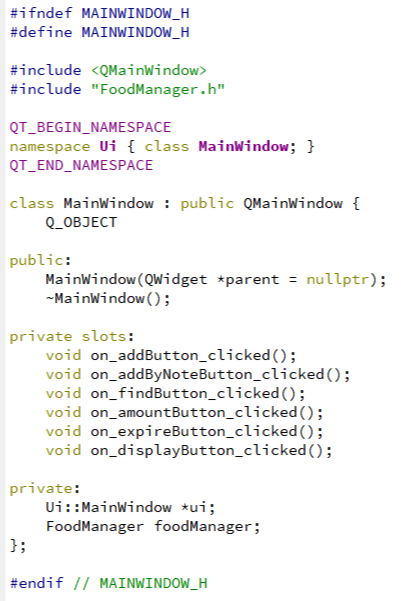 #ifndef MAINWINDOW_H
#define MAINWINDOW_H

#include <QMainWindow>
#include "FoodManager.h"

QT_BEGIN_NAMESPACE
namespace Ui { class MainWindow; }
QT_END_NAMESPACE

class MainWindow : public QMainWindow {
    Q_OBJECT

public:
    MainWindow(QWidget *parent = nullptr);
    ~MainWindow();

private slots:
    void on_addButton_clicked();
    void on_addByNoteButton_clicked();
    void on_findButton_clicked();
    void on_amountButton_clicked();
    void on_expireButton_clicked();
    void on_displayButton_clicked();

private:
    Ui::MainWindow *ui;
    FoodManager foodManager;
};

#endif // MAINWINDOW_H